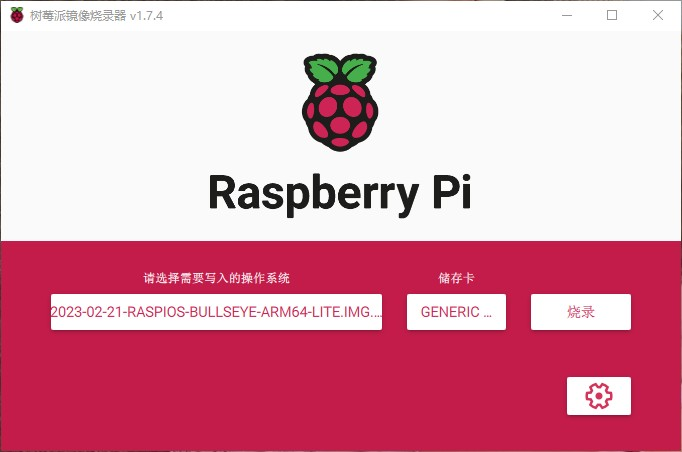 树莓派镜像烧录器 v1.7.4
Raspberry Pi
请选择需要写入的操作系统
储存卡
2023-02-21-RASPIOS-BULLSEYE-ARM64-LITE.IMG.…
GENERIC …
烧录